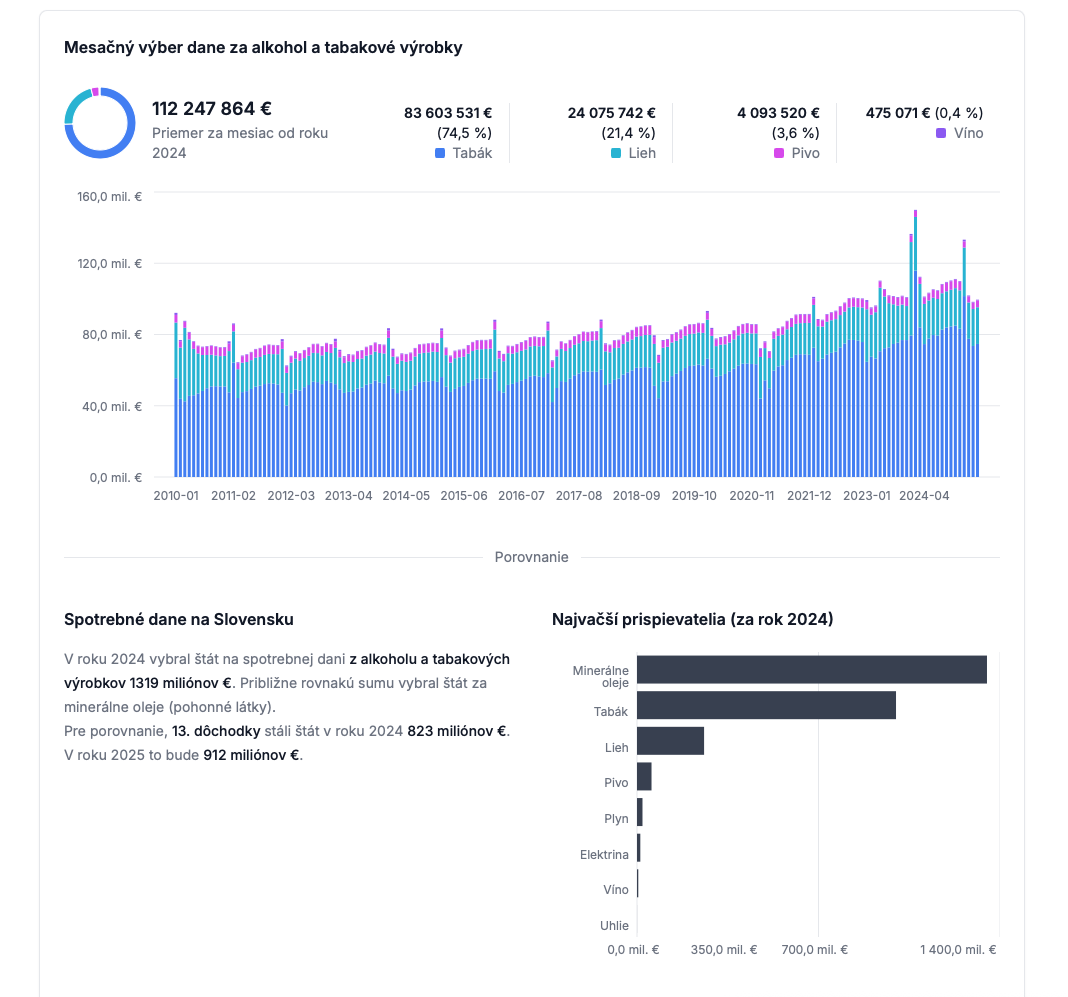 Mesačný výber dane za alkohol a tabakové výrobky
112 247 864 €
Priemer za mesiac od roku
2024
83 603 531 €
(74,5 %)
Tabák
24 075 742 €
(21,4 %)
Lieh
4 093 520 €
(3,6 %)
Pivo
475 071 € (0,4 %)
Víno
160,0 mil. €
120,0 mil. €
80,0 mil. €
40,0 mil. €
0,0 mil. €
2010-01 2011-02 2012-03 2013-04 2014-05 2015-06 2016-07 2017-08 2018-09 2019-10 2020-11 2021-12 2023-01 2024-04
Porovnanie
Spotrebné dane na Slovensku
V roku 2024 vybral štát na spotrebnej dani z alkoholu a tabakových
výrobkov 1319 miliónov €. Približne rovnakú sumu vybral štát za
minerálne oleje (pohonné látky).
Pre porovnanie, 13. dôchodky stáli štát v roku 2024 823 miliónov €.
V roku 2025 to bude 912 miliónov €.
Najvačší prispievatelia (za rok 2024)
Minerálne
oleje
Tabák
Lieh
Pivo
Plyn
Elektrina
Víno
Uhlie
0,0 mil. € 350,0 mil. € 700,0 mil. € 1 400,0 mil. €